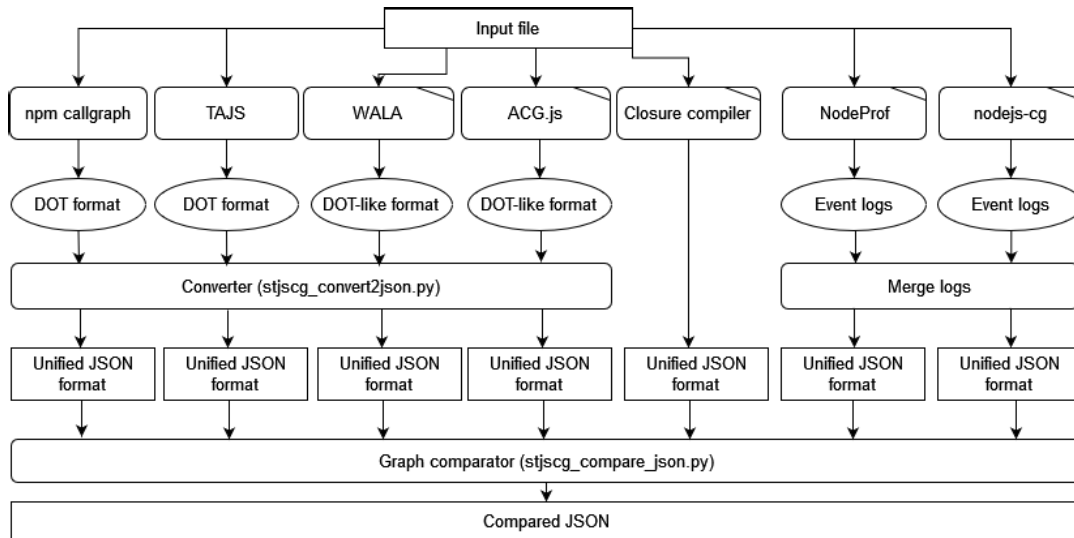 Input file
npm callgraph
TAJS
WALA
ACG.js
Closure compiler
NodeProf
nodejs-cg
DOT format
DOT format
DOT-like format
DOT-like format
Event logs
Event logs
Converter (stjscg_convert2json.py)
Merge logs
Unified JSON
format
Unified JSON
format
Unified JSON
format
Unified JSON
format
Unified JSON
format
Unified JSON
format
Unified JSON
format
Graph comparator (stjscg_compare_json.py)
Compared JSON